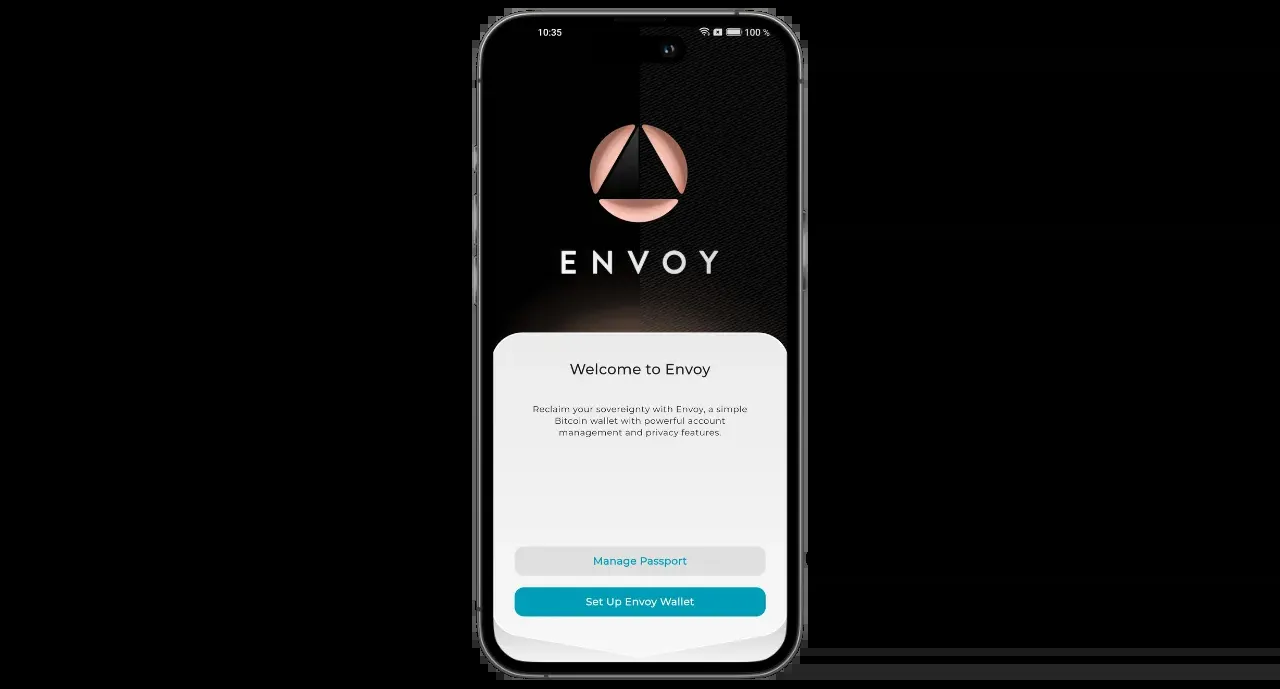 10:35
100 %
ENVOY
Welcome to Envoy
Reclaim your sovereignty with Envoy, a simple
Bitcoin wallet with powerful account
management and privacy features.
Manage Passport
Set Up Envoy Wallet